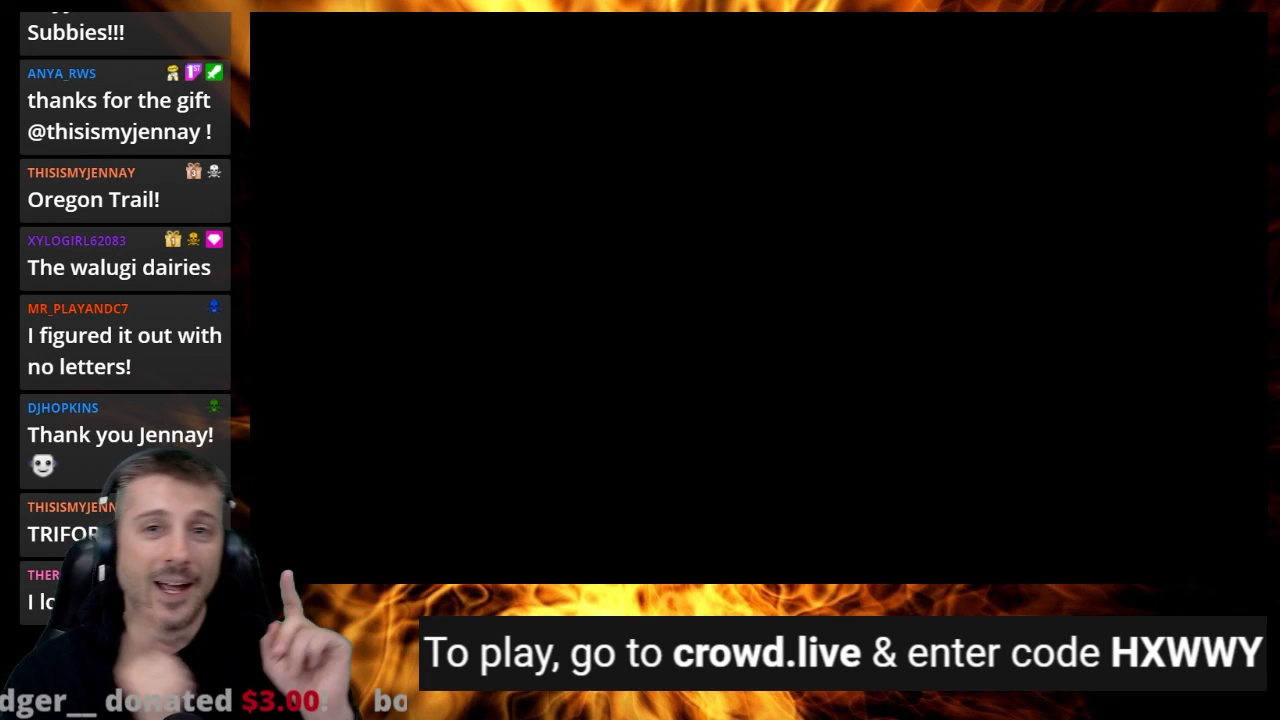 Subbies!!!
ANYA_RWS
thanks for the gift
@thisismyjennay !
THISISMYJENNAY
Oregon Trail!
XYLOGIRL62083
The walugi dairies
MR_PLAYANDC7
I figured it out with
no letters!
DJHOPKINS
Thank you Jennay!
To play, go to crowd.live & enter code HXWWY
donated $3.00!